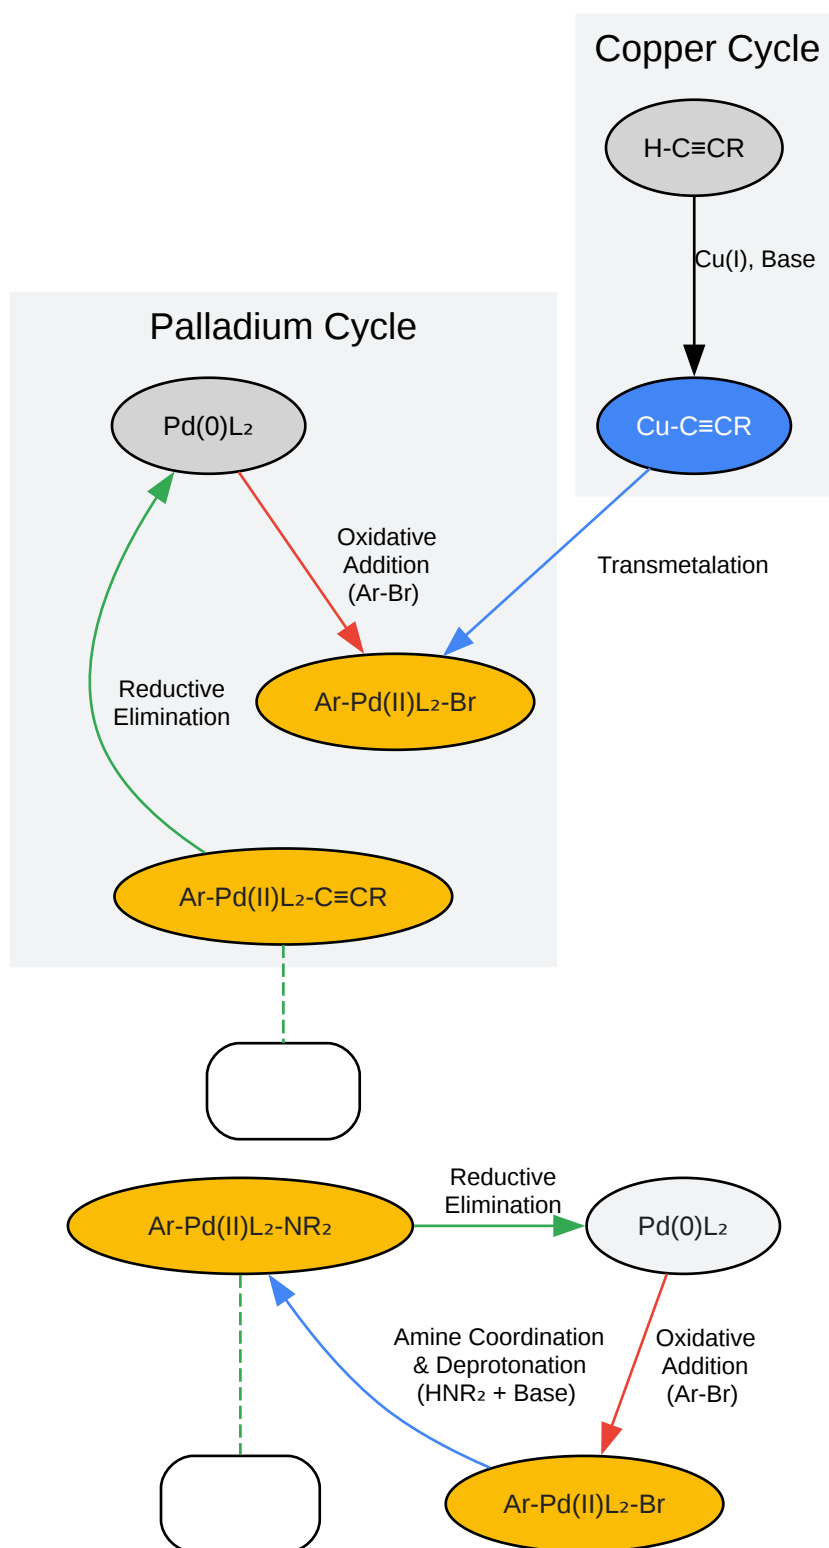 Copper Cycle
H-C≡CR
Cu(I), Base
Palladium Cycle
Pd(0)L₂
Cu-C≡CR
Oxidative
Addition
(Ar-Br)
Transmetalation
Reductive
Elimination
Ar-Pd(II)L₂-Br
Ar-Pd(II)L₂-C≡CR
Reductive
Elimination
Ar-Pd(II)L₂-NR₂
Pd(0)L₂
Amine Coordination
& Deprotonation
(HNR₂ + Base)
Oxidative
Addition
(Ar-Br)
Ar-Pd(II)L₂-Br